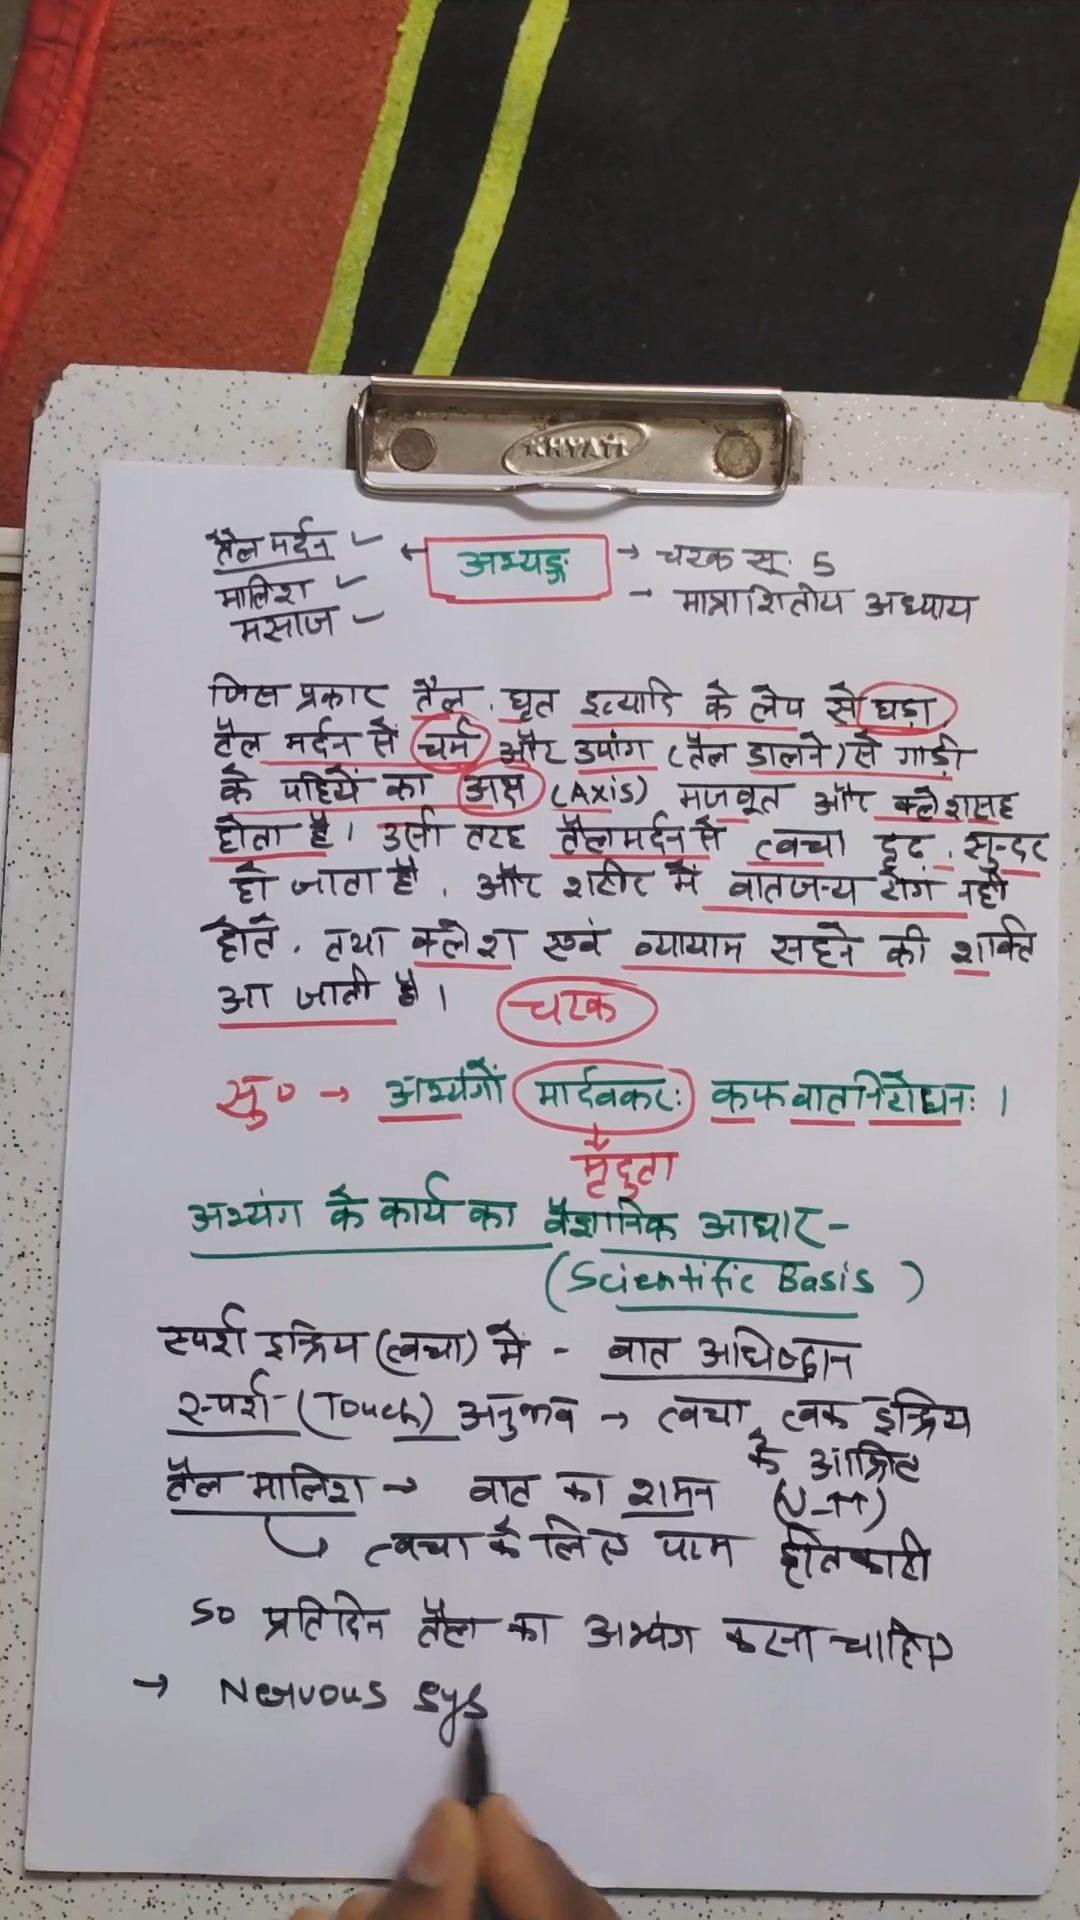 KHYATI
तैल मर्दन ✓ ← अभ्यङ्ग → चरक सू. 5
मालिश ✓ → मात्राशितीय अध्याय
मसाज ✓
जिस प्रकार तैल, घृत इत्यादि के लेप से घड़ा,
तैल मर्दन से चर्म और उपांग (तैल डालने) से गाड़ी
के पहियें का अक्ष (Axis) मजबूत और क्लेशसह
होता है। उसी तरह तैलमर्दन से त्वचा दृढ़, सुन्दर
हो जाता है, और शरीर में वातजन्य रोग नही
होते, तथा क्लेश एवं व्यायाम सहने की शक्ति
आ जाती है। चरक
सु० → अभ्यंगो मार्दवकरः कफवातनिरोधनः।
मृदुता
अभ्यंग के कार्य का वैज्ञानिक आधार -
(Scientific Basis)
स्पर्श इन्द्रिय (त्वचा) में - वात अधिष्ठान
स्पर्श (Touch) अनुभव → त्वचा, त्वक इन्द्रिय
के आश्रित
तैल मालिश → वात का शमन (↓)
त्वचा के लिए परम हितकारी
So प्रतिदिन तैल का अभ्यंग करना चाहिए
→ Nervous sys